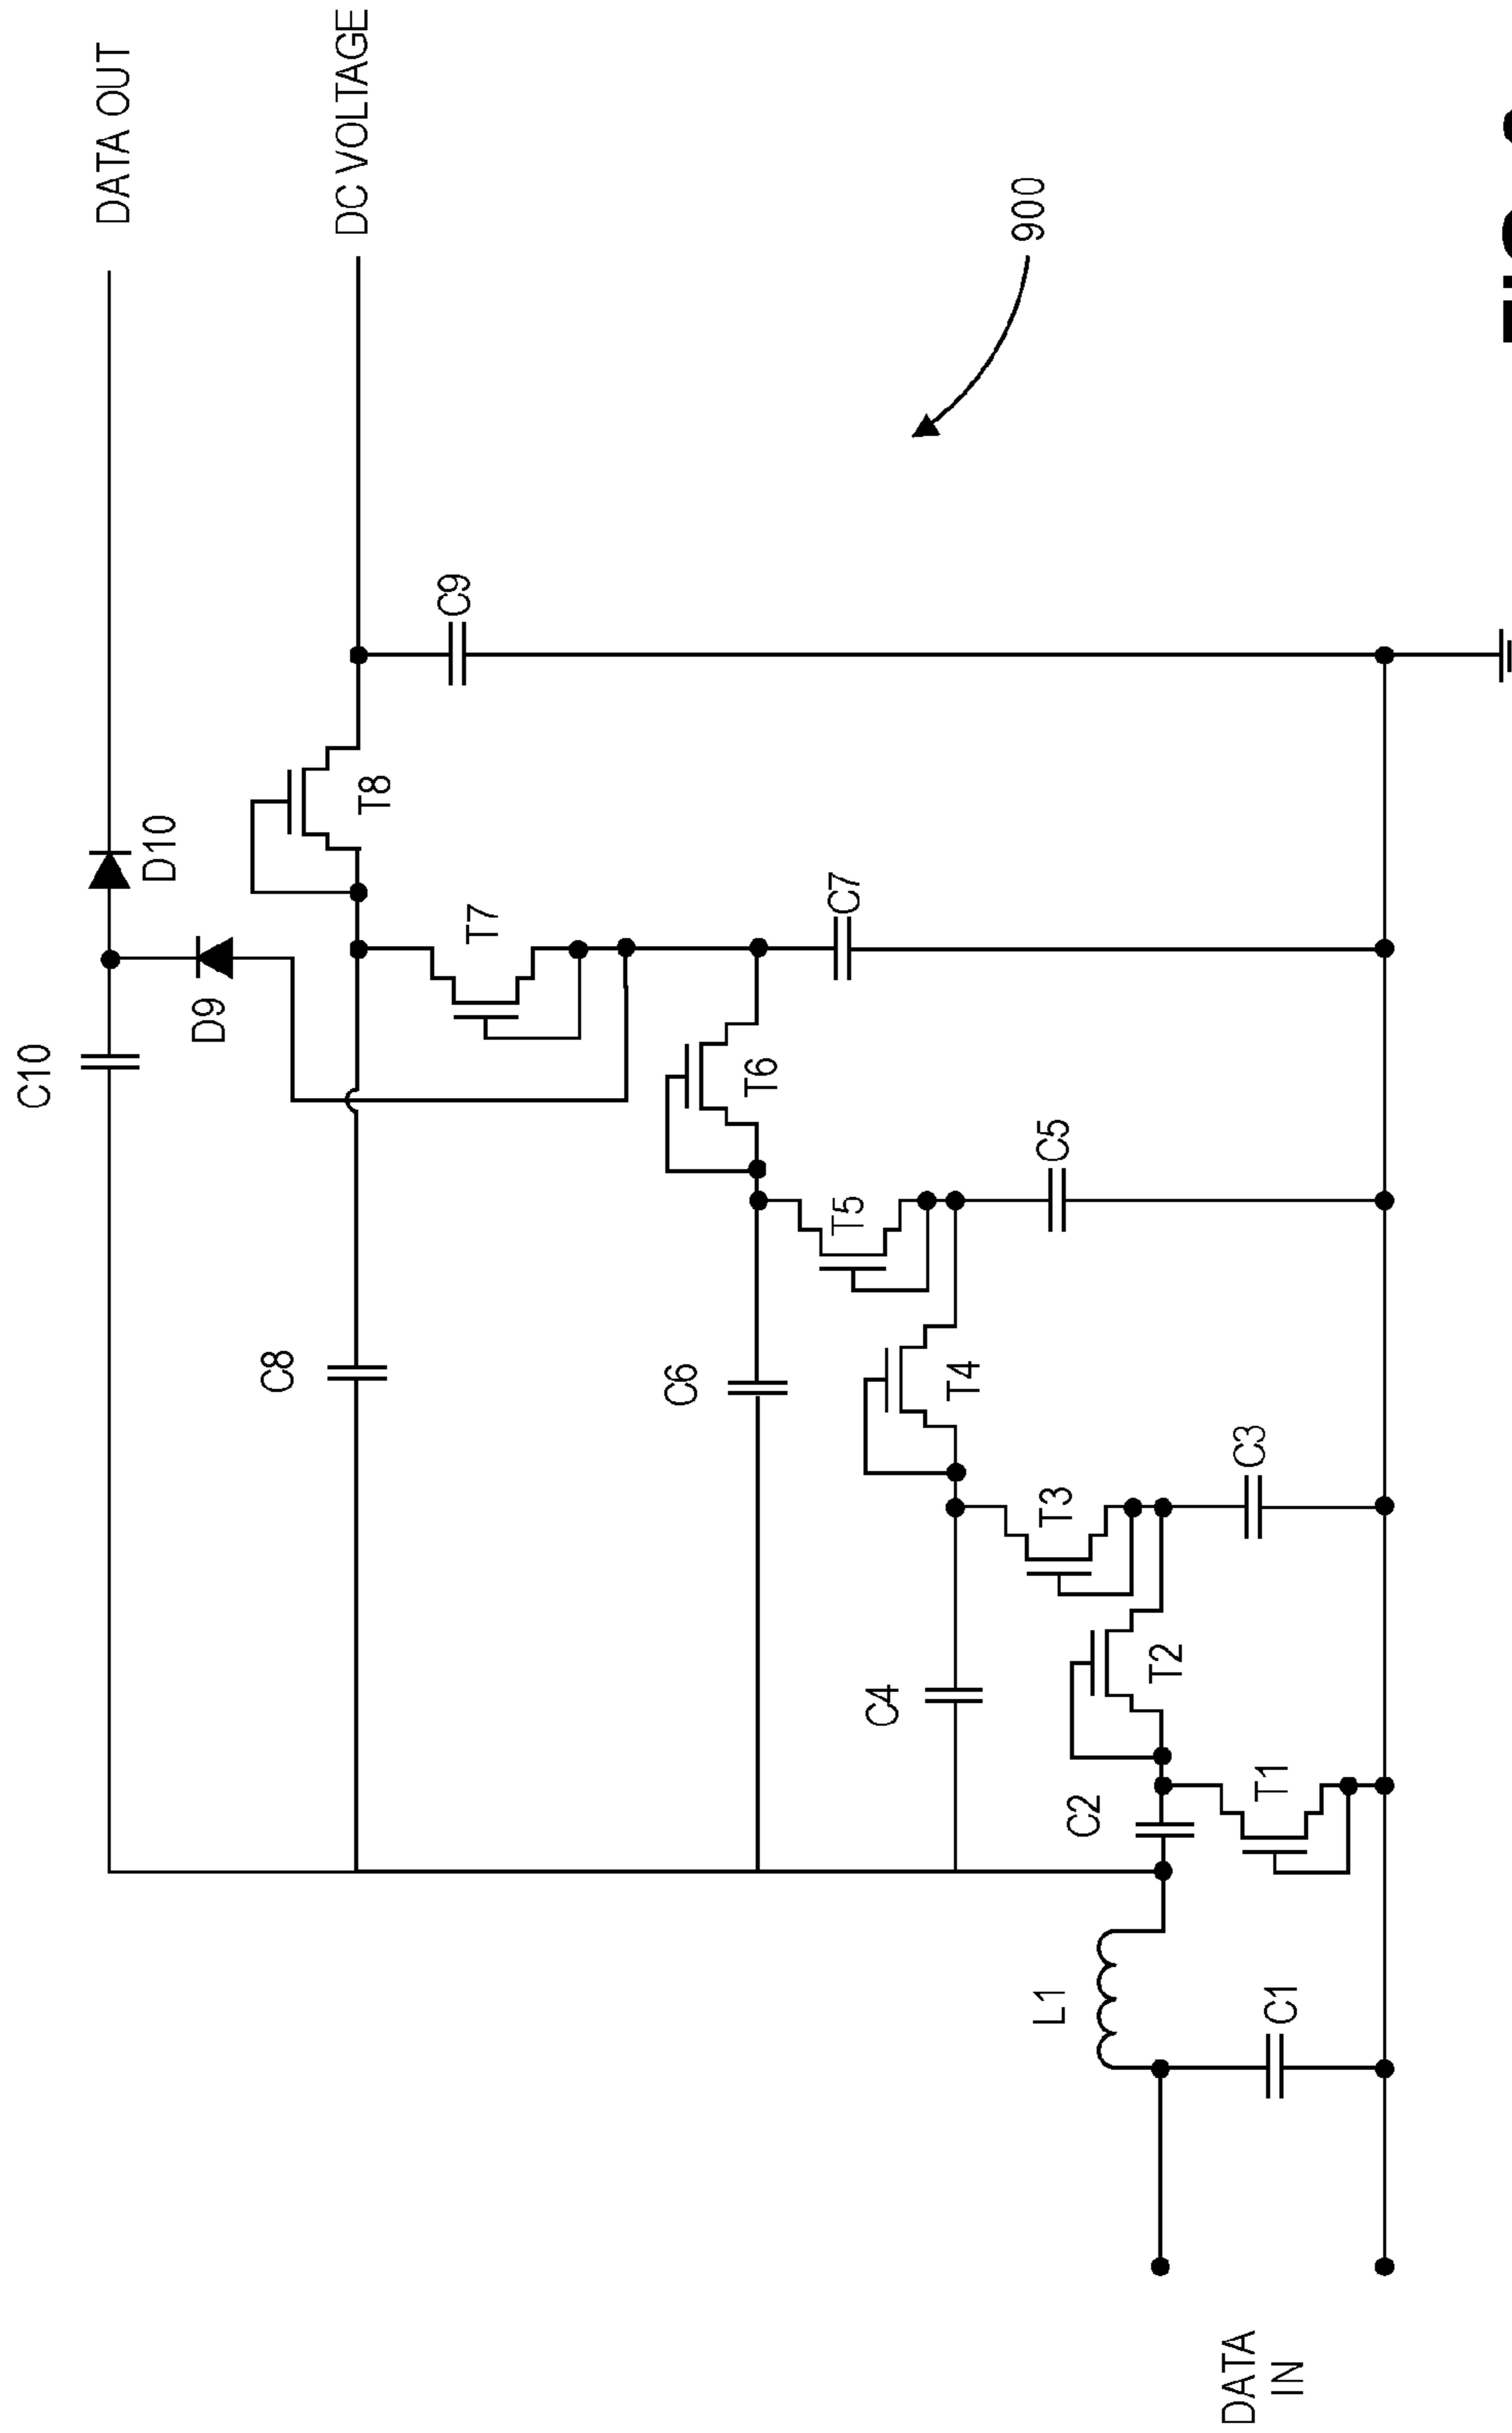 DATA OUT
DC VOLTAGE
C10
D9
D10
C8
T7
T8
C9
900
C6
T6
C7
C4
T4
T5
C5
L1
C2
T2
T3
C3
C1
T1
DATA
IN